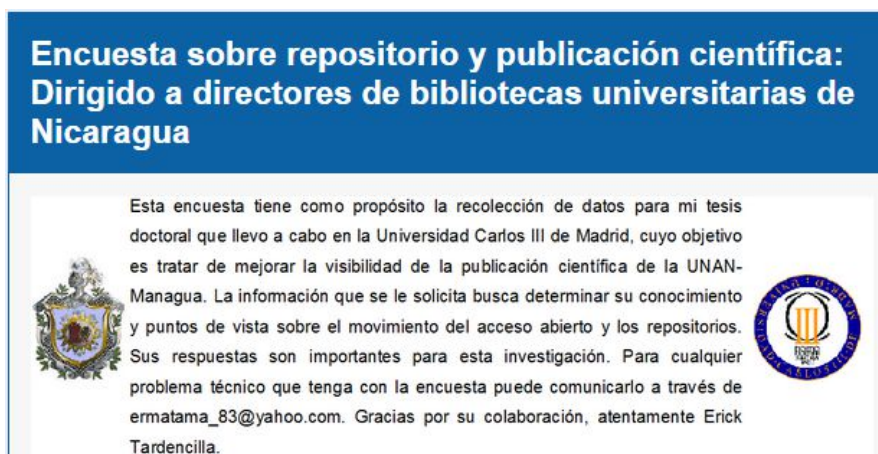 Encuesta sobre repositorio y publicación científica:
Dirigido a directores de bibliotecas universitarias de
Nicaragua
Esta encuesta tiene como propósito la recolección de datos para mi tesis
doctoral que llevo a cabo en la Universidad Carlos III de Madrid, cuyo objetivo
es tratar de mejorar la visibilidad de la publicación científica de la UNAN-
Managua. La información que se le solicita busca determinar su conocimiento
y puntos de vista sobre el movimiento del acceso abierto y los repositorios.
Sus respuestas son importantes para esta investigación. Para cualquier
problema técnico que tenga con la encuesta puede comunicarlo a través de
ermatama_83@yahoo.com. Gracias por su colaboración, atentamente Erick
Tardencilla.
UNIVERSIDAD·CARLOS III·DE MADRID